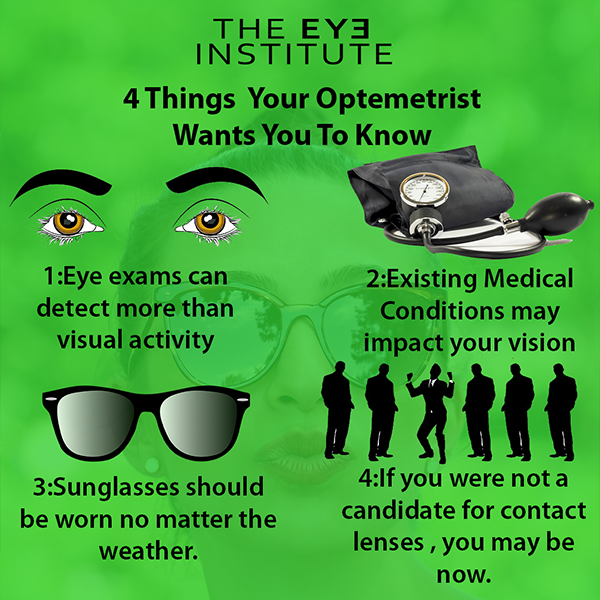 THE EYE
INSTITUTE
4 Things Your Optemetrist
Wants You To Know
1:Eye exams can
detect more than
visual activity
2:Existing Medical
Conditions may
impact your vision
3:Sunglasses should
be worn no matter the
weather.
4:If you were not a
candidate for contact
lenses , you may be
now.